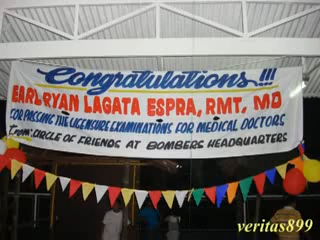 Congratulations!!!
EARL RYAN LAGATA ESPRA, RMT, MD
FOR PASSING THE LICENSURE EXAMINATIONS FOR MEDICAL DOCTORS
from CIRCLE OF FRIENDS AT BOMBERS HEADQUARTERS
veritas899